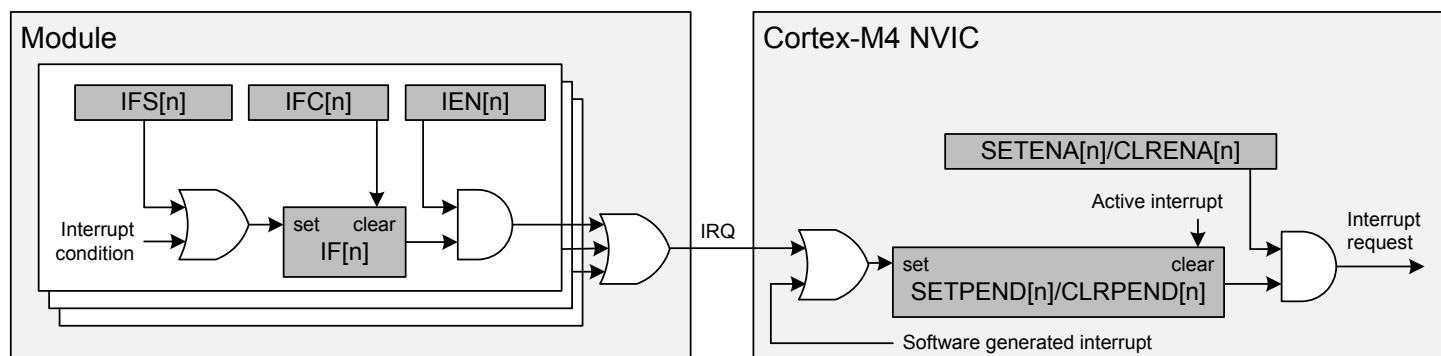 Module
IFS[n]
IFC[n]
IEN[n]
Interrupt
condition
set clear
IF[n]
IRQ
Cortex-M4 NVIC
SETENA[n]/CLRENA[n]
Active interrupt
set clear
SETPEND[n]/CLRPEND[n]
Software generated interrupt
Interrupt
request